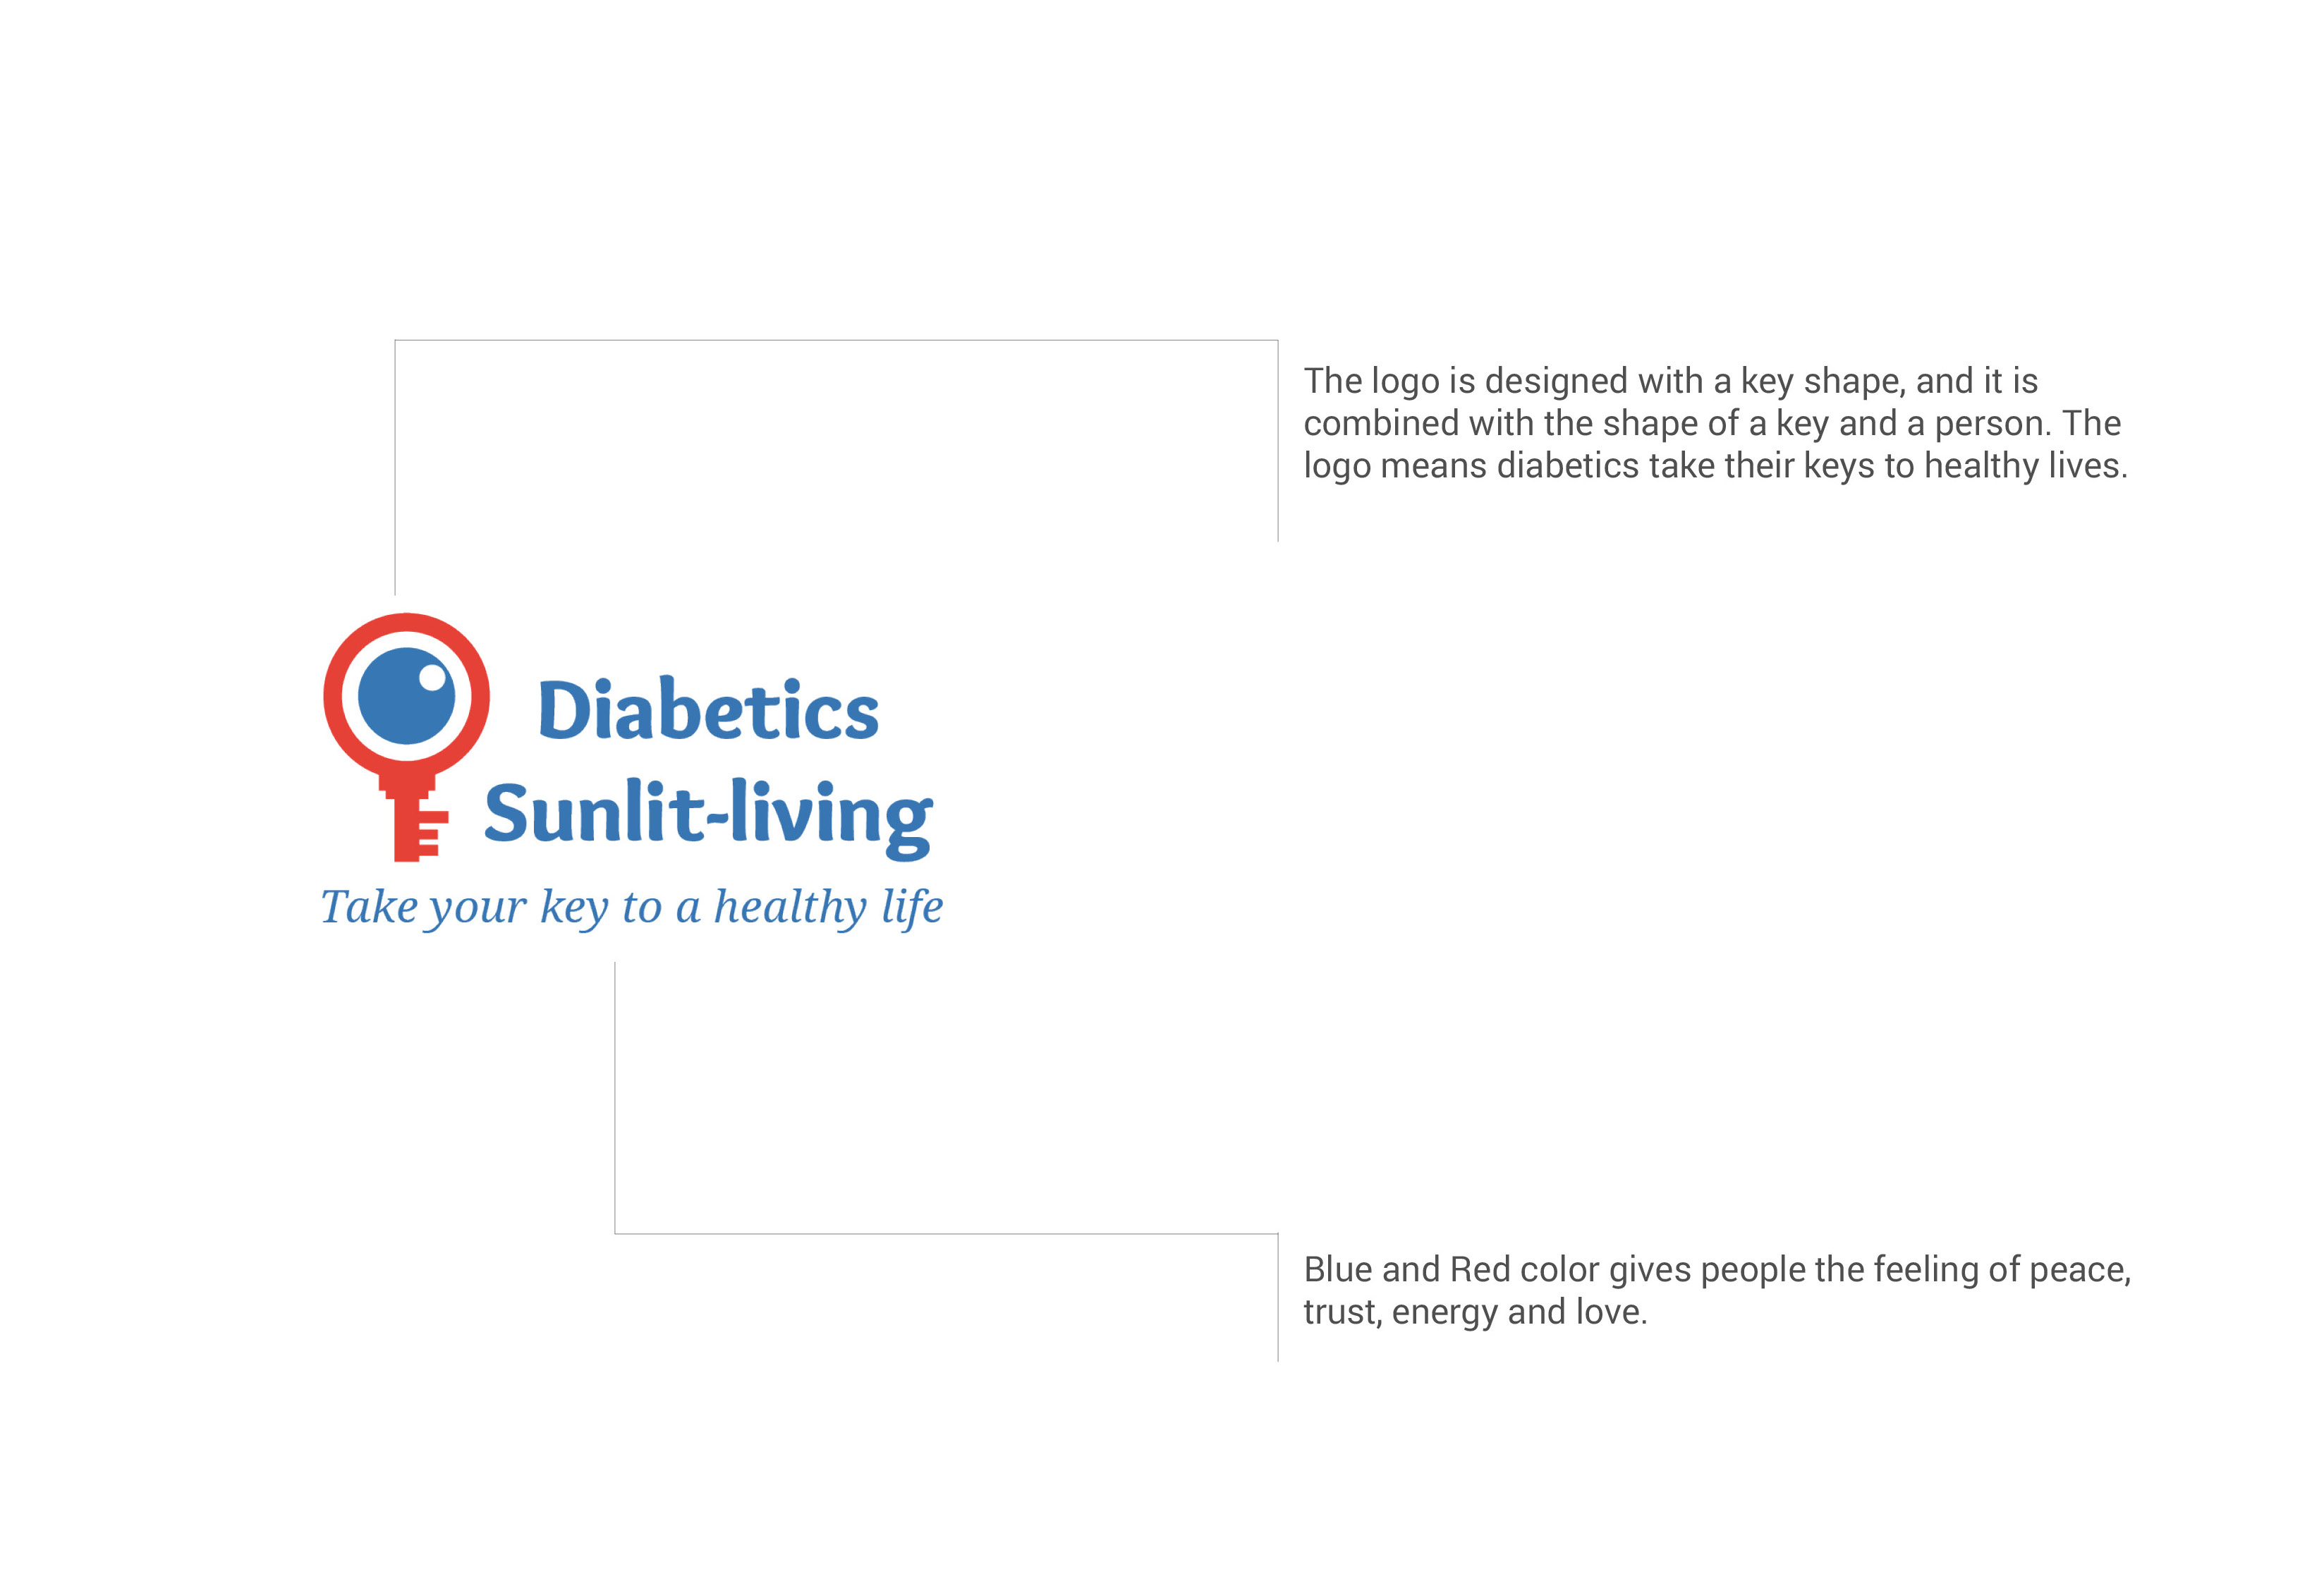 The logo is designed with a key shape, and it is
combined with the shape of a key and a person. The
logo means diabetics take their keys to healthy lives.
Diabetics
Sunlit-living
Take your key to a healthy life
Blue and Red color gives people the feeling of peace,
trust, energy and love.